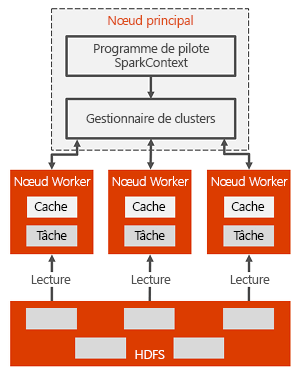 Nœud principal
Programme de pilote
SparkContext
Gestionnaire de clusters
Nœud Worker
Cache
Tâche
Nœud Worker
Cache
Tâche
Nœud Worker
Cache
Tâche
Lecture
Lecture
Lecture
HDFS